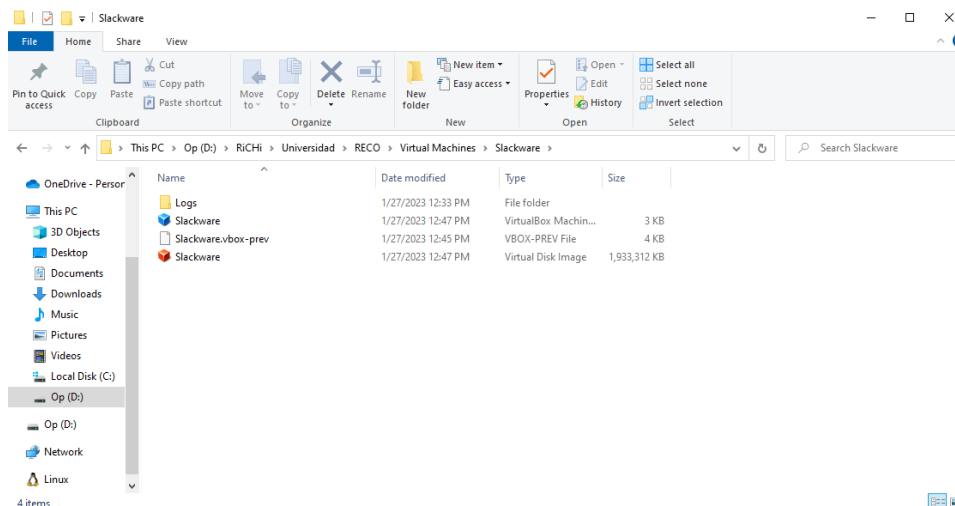 Slackware
File Home Share View
Pin to Quick access
Copy
Paste
Cut
Copy path
Paste shortcut
Clipboard
Move to
Copy to
Delete
Rename
Organize
New folder
New item
Easy access
New
Properties
Open
Edit
History
Open
Select all
Select none
Invert selection
Select
This PC > Op (D:) > RiCHi > Universidad > RECO > Virtual Machines > Slackware >
Search Slackware
OneDrive - Person
This PC
3D Objects
Desktop
Documents
Downloads
Music
Pictures
Videos
Local Disk (C:)
Op (D:)
Op (D:)
Network
Linux
Name Date modified Type Size
Logs 1/27/2023 12:33 PM File folder
Slackware 1/27/2023 12:47 PM VirtualBox Machin... 3 KB
Slackware.vbox-prev 1/27/2023 12:45 PM VBOX-PREV File 4 KB
Slackware 1/27/2023 12:47 PM Virtual Disk Image 1,933,312 KB
4 items